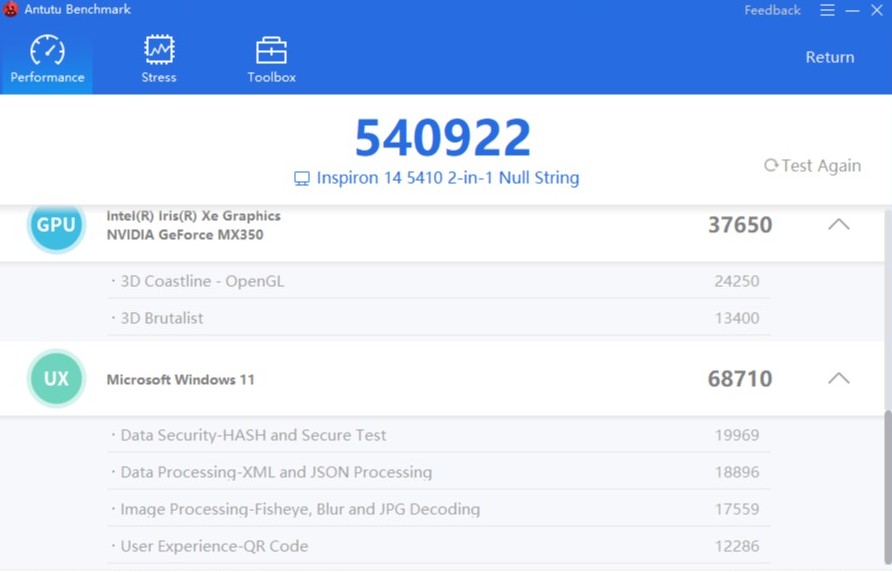 Antutu Benchmark
Feedback
Performance
Stress
Toolbox
Return
540922
Inspiron 14 5410 2-in-1 Null String
Test Again
GPU
Intel(R) Iris(R) Xe Graphics
NVIDIA GeForce MX350
37650
· 3D Coastline - OpenGL 24250
· 3D Brutalist 13400
UX
Microsoft Windows 11 68710
· Data Security-HASH and Secure Test 19969
· Data Processing-XML and JSON Processing 18896
· Image Processing-Fisheye, Blur and JPG Decoding 17559
· User Experience-QR Code 12286